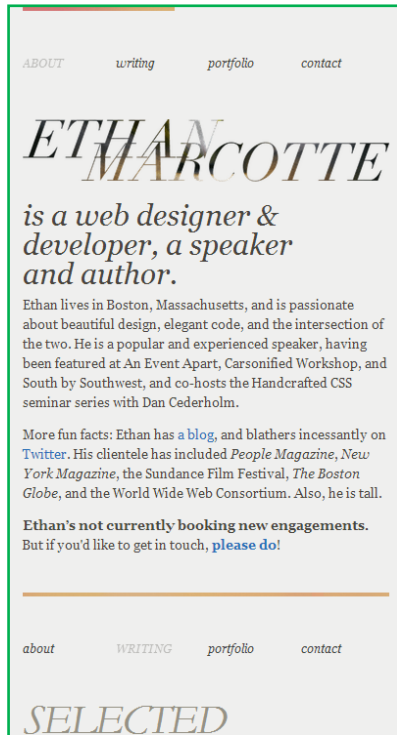 ABOUT writing portfolio contact
ETHAN
MARCOTTE
is a web designer &
developer, a speaker
and author.
Ethan lives in Boston, Massachusetts, and is passionate
about beautiful design, elegant code, and the intersection of
the two. He is a popular and experienced speaker, having
been featured at An Event Apart, Carsonified Workshop, and
South by Southwest, and co-hosts the Handcrafted CSS
seminar series with Dan Cederholm.
More fun facts: Ethan has a blog, and blathers incessantly on
Twitter. His clientele has included People Magazine, New
York Magazine, the Sundance Film Festival, The Boston
Globe, and the World Wide Web Consortium. Also, he is tall.
Ethan’s not currently booking new engagements.
But if you’d like to get in touch, please do!
about WRITING portfolio contact
SELECTED